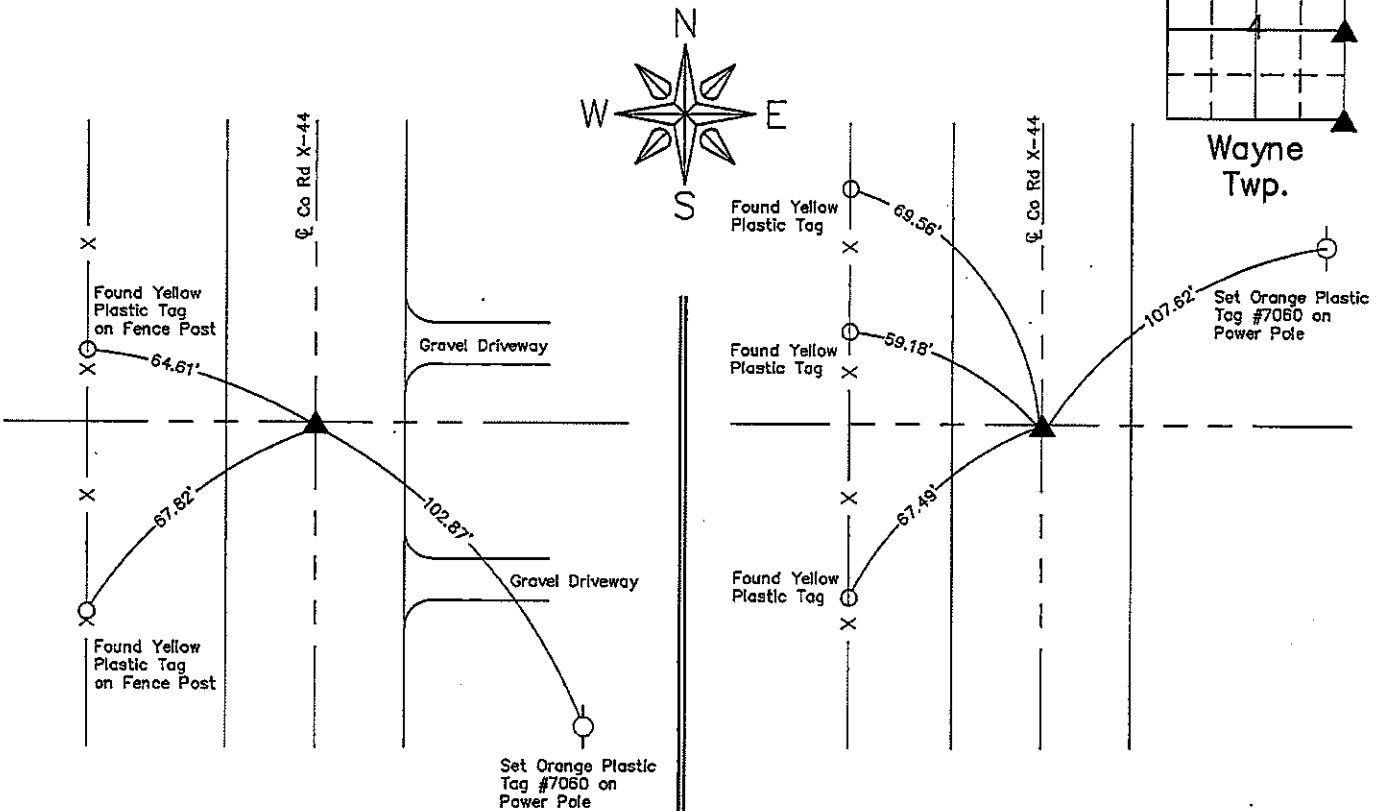 N
W
E
S
4
Wayne
Twp.
℄ Co Rd X-44
Found Yellow
Plastic Tag
on Fence Post
64.61'
Gravel Driveway
67.82'
102.87'
Gravel Driveway
Found Yellow
Plastic Tag
on Fence Post
Set Orange Plastic
Tag #7060 on
Power Pole
℄ Co Rd X-44
Found Yellow
Plastic Tag
69.56'
107.62'
Set Orange Plastic
Tag #7060 on
Power Pole
Found Yellow
Plastic Tag
59.18'
67.49'
Found Yellow
Plastic Tag